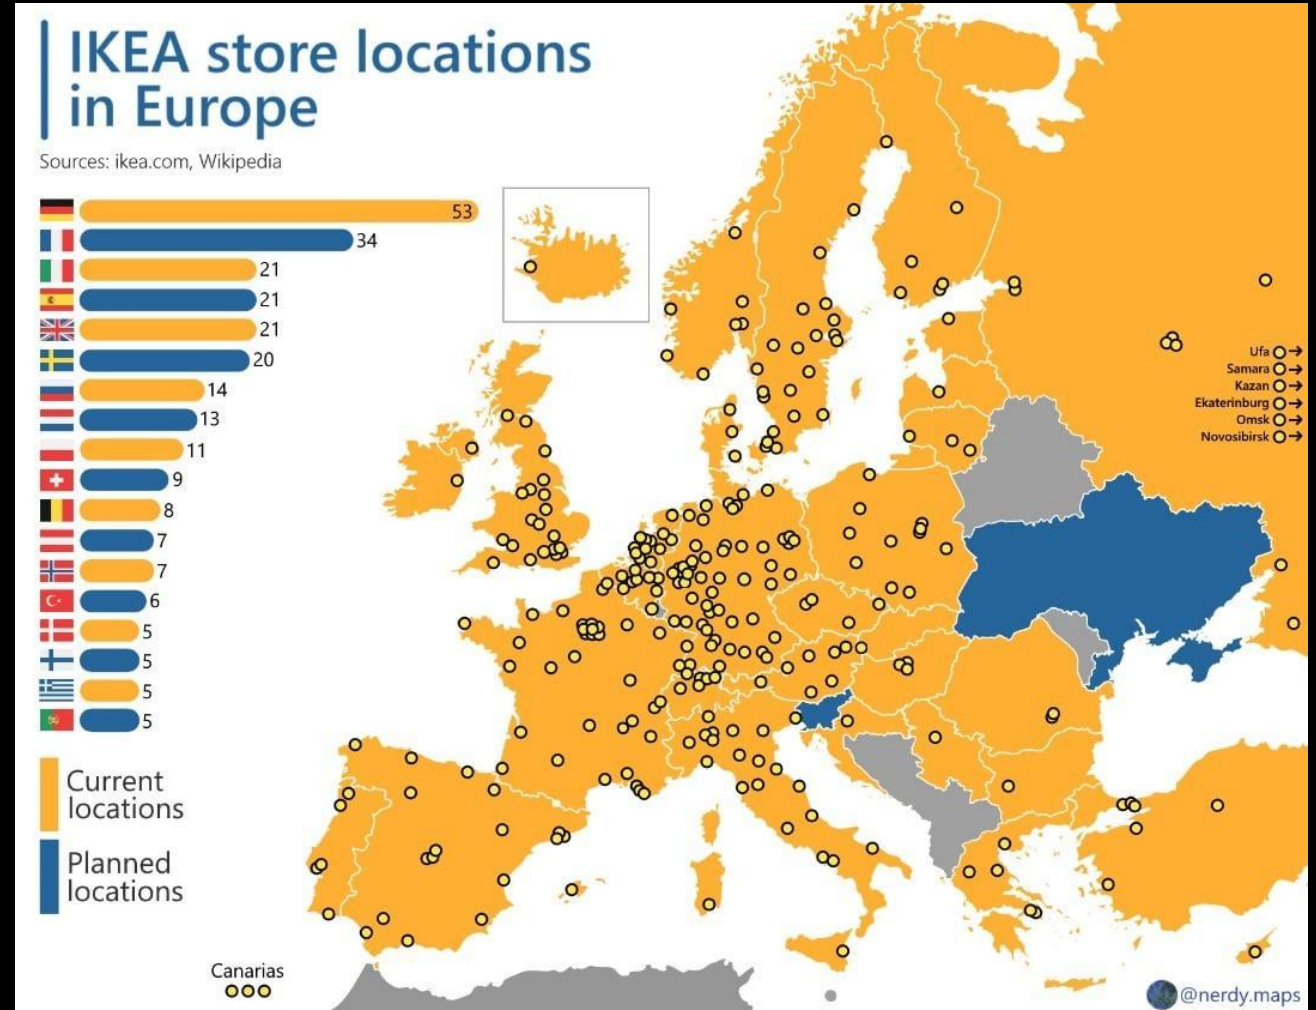 IKEA store locations
in Europe
Sources: ikea.com, Wikipedia
53
34
21
21
21
20
14
13
11
9
8
7
7
6
5
5
5
5
Current
locations
Planned
locations
Canarias
Ufa
Samara
Kazan
Ekaterinburg
Omsk
Novosibirsk
@nerdy.maps